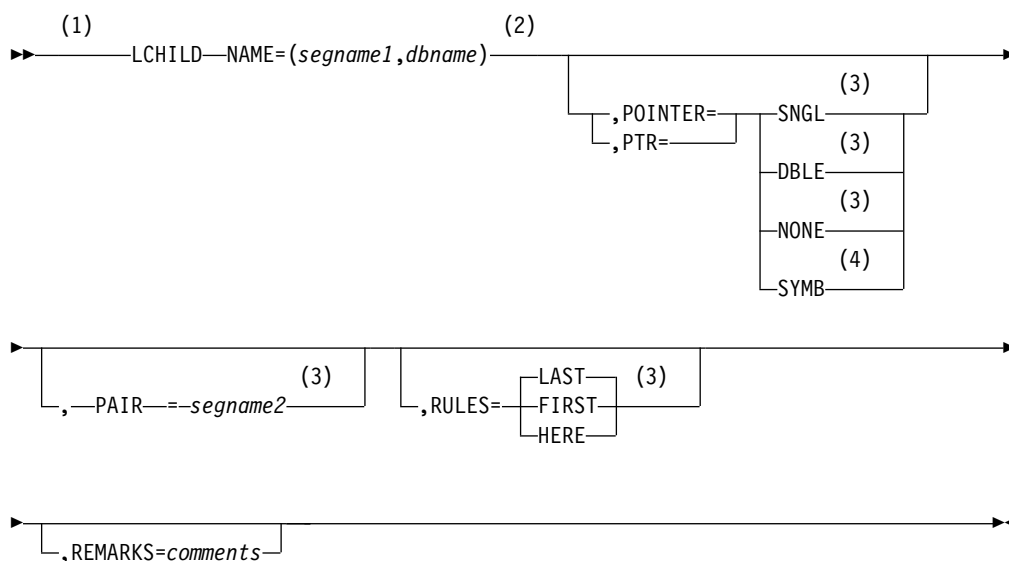 (1) (2)
LCHILD NAME=(segname1,dbname)
(3)
,POINTER= SNGL
,PTR= (3)
DBLE
(3)
NONE
(4)
SYMB
(3) LAST (3)
, PAIR =segname2 ,RULES= FIRST
HERE
,REMARKS=comments